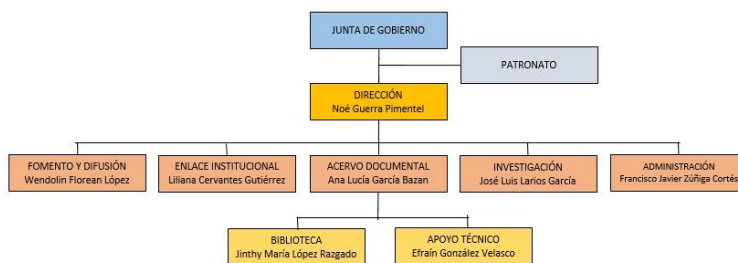 JUNTA DE GOBIERNO
PATRONATO
DIRECCIÓN
Noé Guerra Pimentel
FOMENTO Y DIFUSIÓN
Wendolin Florean López
ENLACE INSTITUCIONAL
Liliana Cervantes Gutiérrez
ACERVO DOCUMENTAL
Ana Lucía García Bazan
INVESTIGACIÓN
José Luis Larios García
ADMINISTRACIÓN
Francisco Javier Zúñiga Cortés
BIBLIOTECA
Jinthy María López Razgado
APOYO TÉCNICO
Efraín González Velasco